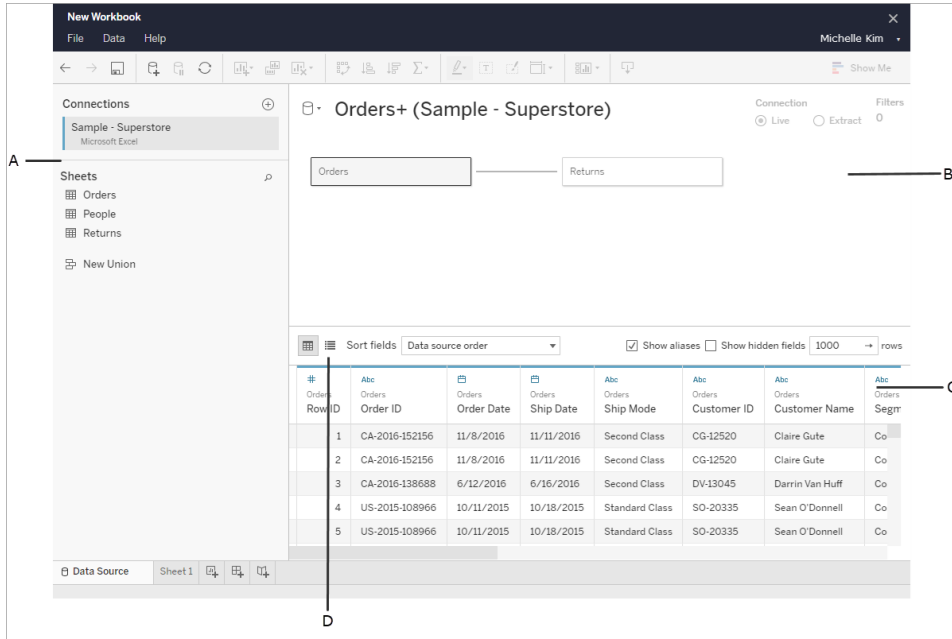 New Workbook
File Data Help
Michelle Kim
Show Me
Connections
Sample - Superstore
Microsoft Excel
A
Sheets
Orders
People
Returns
New Union
Orders+ (Sample - Superstore)
Connection
Live Extract
Filters
0
Orders
Returns
B
Sort fields Data source order Show aliases Show hidden fields 1000 → rows
# Abc Abc Abc Abc Abc
Orders Orders Orders Orders Orders Orders Orders Orders
C
Row ID Order ID Order Date Ship Date Ship Mode Customer ID Customer Name Segm
1 CA-2016-152156 11/8/2016 11/11/2016 Second Class CG-12520 Claire Gute Co
2 CA-2016-152156 11/8/2016 11/11/2016 Second Class CG-12520 Claire Gute Co
3 CA-2016-138688 6/12/2016 6/16/2016 Second Class DV-13045 Darrin Van Huff Co
4 US-2015-108966 10/11/2015 10/18/2015 Standard Class SO-20335 Sean O'Donnell Co
5 US-2015-108966 10/11/2015 10/18/2015 Standard Class SO-20335 Sean O'Donnell Co
Data Source Sheet 1
D